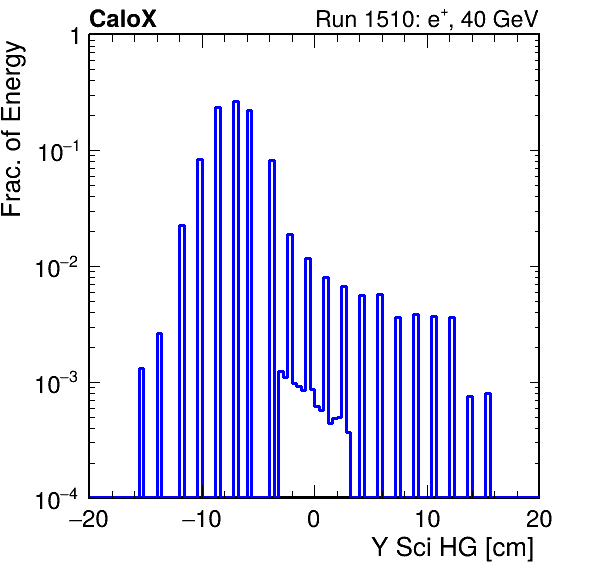 CaloX Run 1510: e⁺, 40 GeV
Frac. of Energy
1
10⁻¹
10⁻²
10⁻³
10⁻⁴
−20 −10 0 10 20
Y Sci HG [cm]